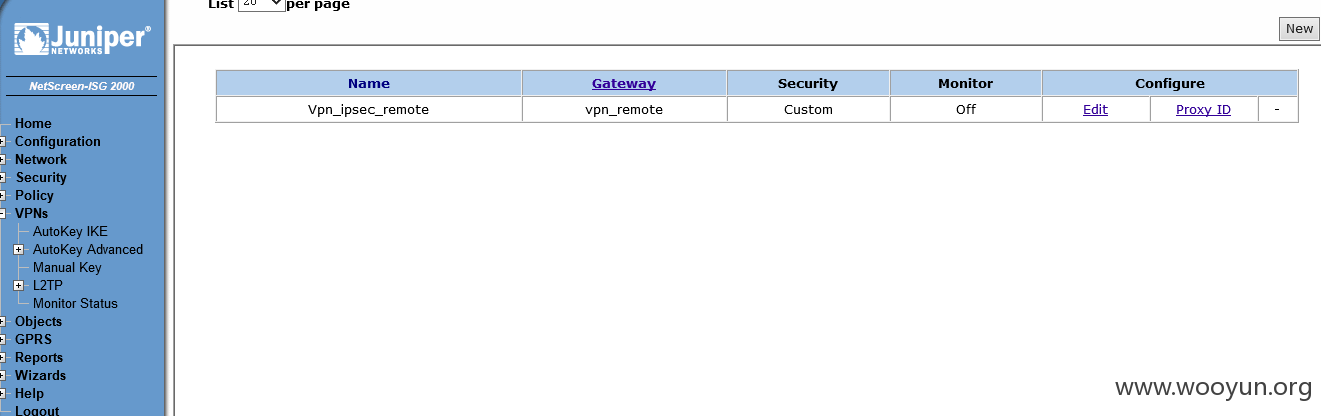 List 20 per page
New
Juniper®
NETWORKS
NetScreen-ISG 2000
Home
Configuration
Network
Security
Policy
VPNs
AutoKey IKE
AutoKey Advanced
Manual Key
L2TP
Monitor Status
Objects
GPRS
Reports
Wizards
Help
Logout
Name Gateway Security Monitor Configure
Vpn_ipsec_remote vpn_remote Custom Off Edit Proxy ID -
www.wooyun.org